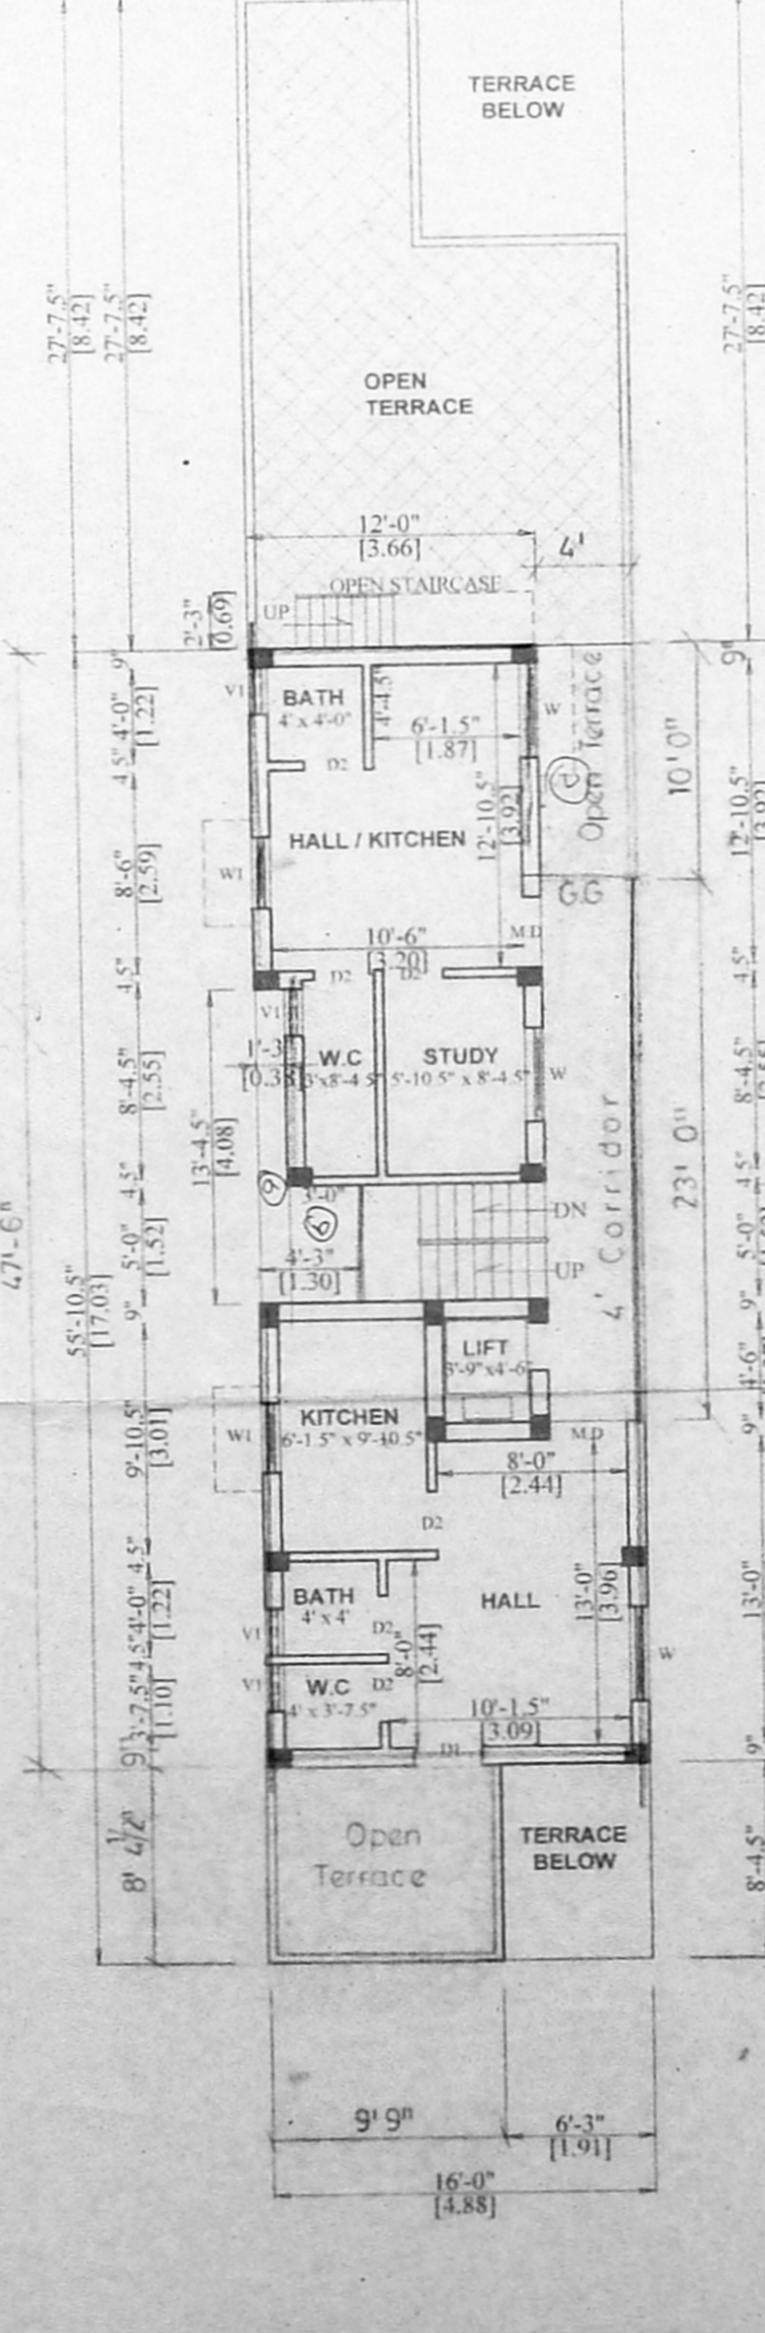 TERRACE
BELOW
27'-7.5"
[8.42]
27'-7.5"
[8.42]
27'-7.5"
[8.42]
OPEN
TERRACE
12'-0"
[3.66]
4'
OPEN STAIRCASE
UP
2'-3"
0.69]
9"
9"
V1
BATH
4' x 4'-0"
4'-4.5"
6'-1.5"
[1.87]
W
Open Terrace
10'0"
4.5" 4'-0"
[1.22]
D2
HALL / KITCHEN
12'-10.5"
[3.92]
12'-10.5"
[3.92]
8'-6"
[2.59]
W1
G.G
10'-6"
[3.20]
M.D
D2
D2
4.5"
4.5"
V1
1'-3
[0.38]
W.C
3'x8'-4.5"
STUDY
5'-10.5" x 8'-4.5"
W
8'-4.5"
[2.55]
8'-4.5"
13'-4.5"
[4.08]
4' Corridor
23' 0"
4.5"
4.5"
3'-0"
DN
UP
4'-3"
[1.30]
5'-0"
[1.52]
5'-0"
47'-6"
55'-10.5"
[17.03]
9"
9"
LIFT
3'-9"x4'-6"
4'-6"
KITCHEN
6'-1.5" x 9'-10.5"
W1
9'-10.5"
[3.01]
M.D
9"
8'-0"
[2.44]
D2
4.5"
BATH
4' x 4'
D2
HALL
13'-0"
[3.96]
13'-0"
4'-0"
[1.22]
4.5"
V1
8'-0"
[2.44]
W
V1
W.C
4' x 3'-7.5"
D2
3'-7.5"
[1.10]
10'-1.5"
[3.09]
D1
9"
9"
8' 4 1/2"
Open
Terrace
TERRACE
BELOW
8'-4.5"
9' 9"
6'-3"
[1.91]
16'-0"
[4.88]